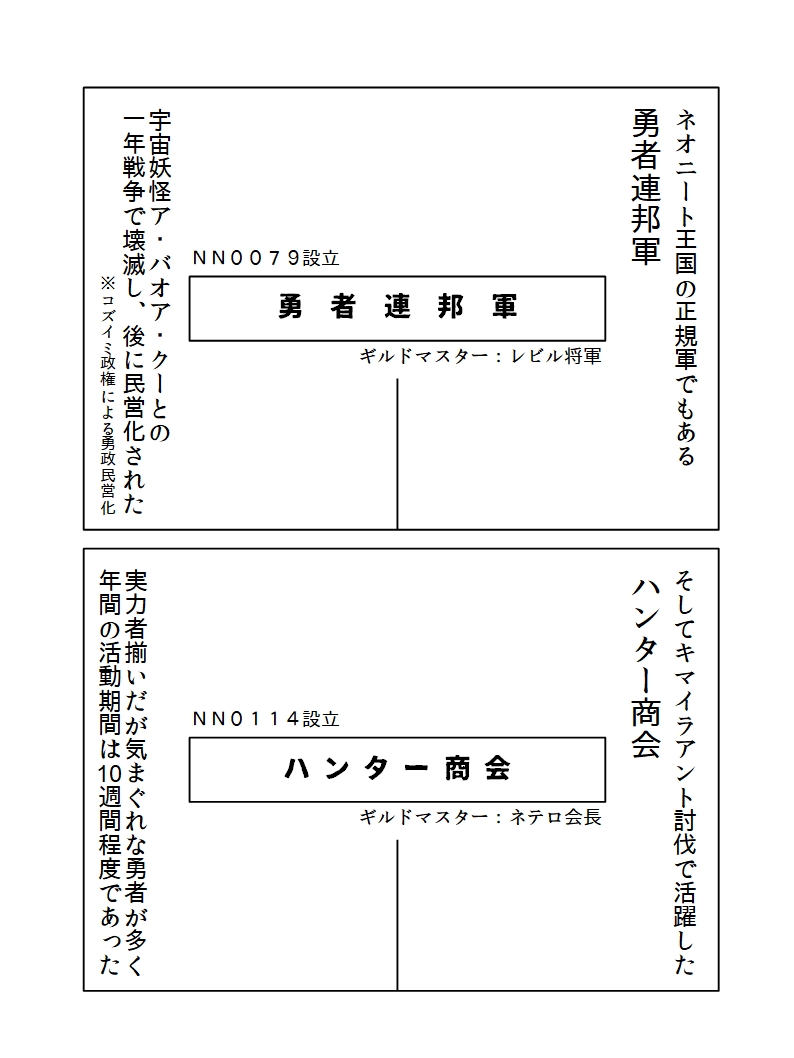 ネオニート王国の正規軍でもある
勇者連邦軍
ＮＮ００７９設立
勇者連邦軍
ギルドマスター：レビル将軍
宇宙妖怪ア・バオア・クーとの
一年戦争で壊滅し、後に民営化された
※コズイミ政権による勇政民営化
そしてキマイラアント討伐で活躍した
ハンター商会
ＮＮ０１１４設立
ハンター商会
ギルドマスター：ネテロ会長
実力者揃いだが気まぐれな勇者が多く
年間の活動期間は10週間程度であった